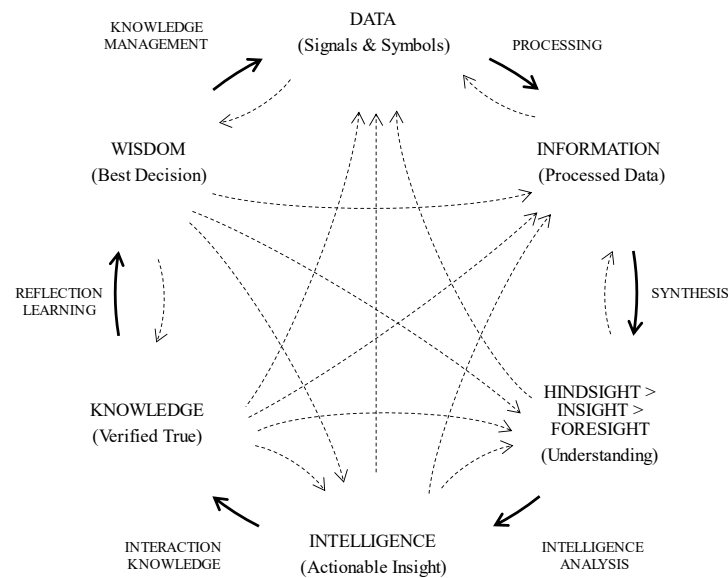 DATA
(Signals & Symbols)
KNOWLEDGE
MANAGEMENT
PROCESSING
WISDOM
(Best Decision)
INFORMATION
(Processed Data)
REFLECTION
LEARNING
SYNTHESIS
KNOWLEDGE
(Verified True)
HINDSIGHT >
INSIGHT >
FORESIGHT
(Understanding)
INTERACTION
KNOWLEDGE
INTELLIGENCE
(Actionable Insight)
INTELLIGENCE
ANALYSIS